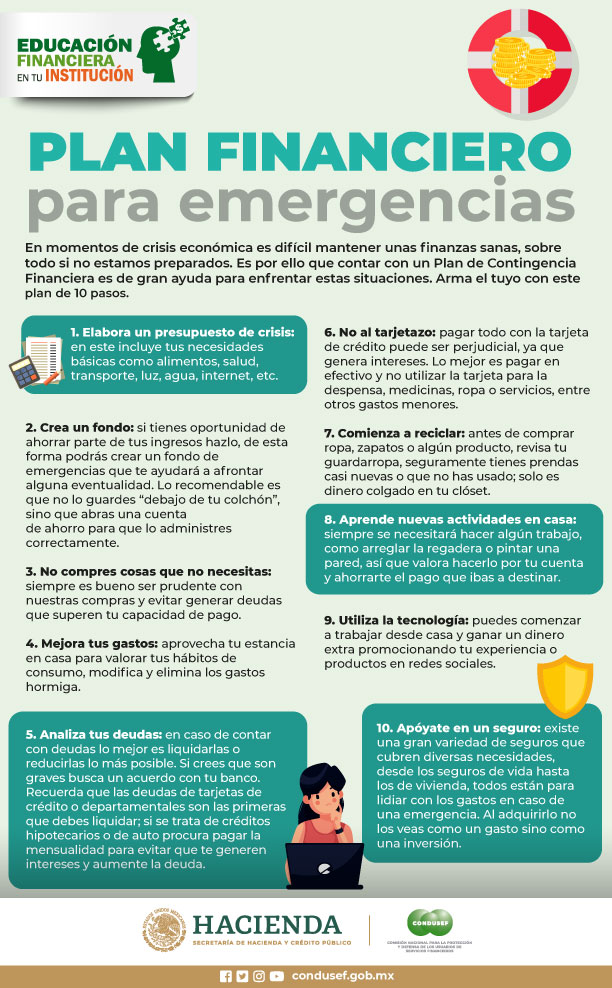 EDUCACIÓN
FINANCIERA
EN TU INSTITUCIÓN
PLAN FINANCIERO
para emergencias
En momentos de crisis económica es difícil mantener unas finanzas sanas, sobre
todo si no estamos preparados. Es por ello que contar con un Plan de Contingencia
Financiera es de gran ayuda para enfrentar estas situaciones. Arma el tuyo con este
plan de 10 pasos.
1. Elabora un presupuesto de crisis:
en este incluye tus necesidades
básicas como alimentos, salud,
transporte, luz, agua, internet, etc.
2. Crea un fondo: si tienes oportunidad de
ahorrar parte de tus ingresos hazlo, de esta
forma podrás crear un fondo de
emergencias que te ayudará a afrontar
alguna eventualidad. Lo recomendable es
que no lo guardes “debajo de tu colchón”,
sino que abras una cuenta
de ahorro para que lo administres
correctamente.
3. No compres cosas que no necesitas:
siempre es bueno ser prudente con
nuestras compras y evitar generar deudas
que superen tu capacidad de pago.
4. Mejora tus gastos: aprovecha tu estancia
en casa para valorar tus hábitos de
consumo, modifica y elimina los gastos
hormiga.
5. Analiza tus deudas: en caso de contar
con deudas lo mejor es liquidarlas o
reducirlas lo más posible. Si crees que son
graves busca un acuerdo con tu banco.
Recuerda que las deudas de tarjetas de
crédito o departamentales son las primeras
que debes liquidar; si se trata de créditos
hipotecarios o de auto procura pagar la
mensualidad para evitar que te generen
intereses y aumente la deuda.
6. No al tarjetazo: pagar todo con la tarjeta
de crédito puede ser perjudicial, ya que
genera intereses. Lo mejor es pagar en
efectivo y no utilizar la tarjeta para la
despensa, medicinas, ropa o servicios, entre
otros gastos menores.
7. Comienza a reciclar: antes de comprar
ropa, zapatos o algún producto, revisa tu
guardarropa, seguramente tienes prendas
casi nuevas o que no has usado; solo es
dinero colgado en tu clóset.
8. Aprende nuevas actividades en casa:
siempre se necesitará hacer algún trabajo,
como arreglar la regadera o pintar una
pared, así que valora hacerlo por tu cuenta
y ahorrarte el pago que ibas a destinar.
9. Utiliza la tecnología: puedes comenzar
a trabajar desde casa y ganar un dinero
extra promocionando tu experiencia o
productos en redes sociales.
10. Apóyate en un seguro: existe
una gran variedad de seguros que
cubren diversas necesidades,
desde los seguros de vida hasta
los de vivienda, todos están para
lidiar con los gastos en caso de
una emergencia. Al adquirirlo no
los veas como un gasto sino como
una inversión.
HACIENDA
SECRETARÍA DE HACIENDA Y CRÉDITO PÚBLICO
CONDUSEF
COMISIÓN NACIONAL PARA LA PROTECCIÓN
Y DEFENSA DE LOS USUARIOS DE
SERVICIOS FINANCIEROS
condusef.gob.mx